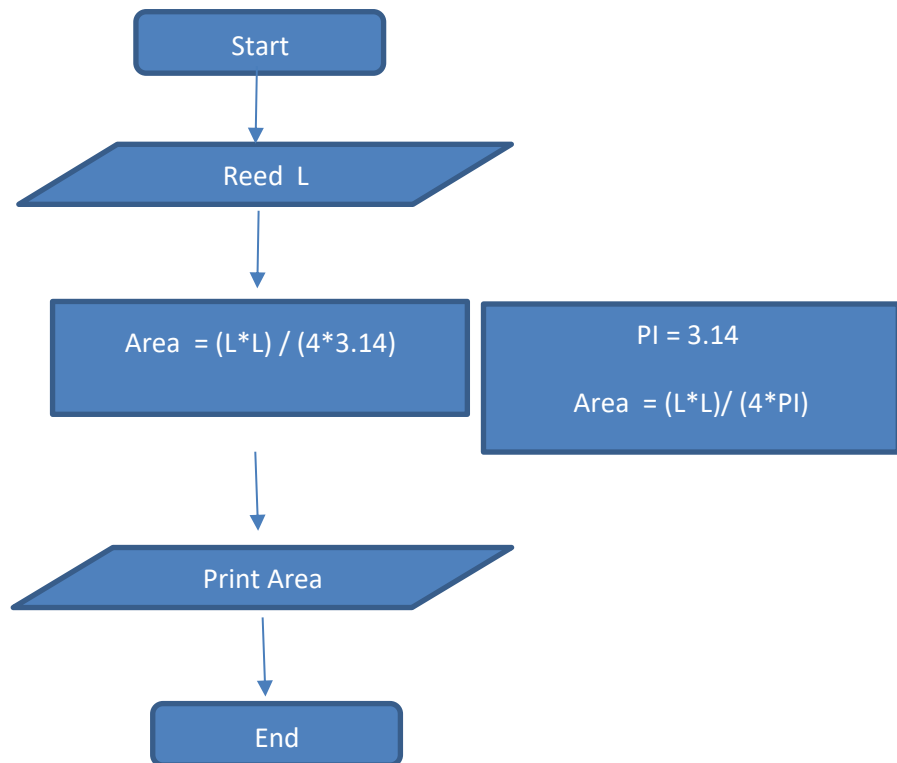 Start
Reed  L
Area  = (L*L) / (4*3.14)
PI = 3.14
Area  = (L*L)/ (4*PI)
Print Area
End